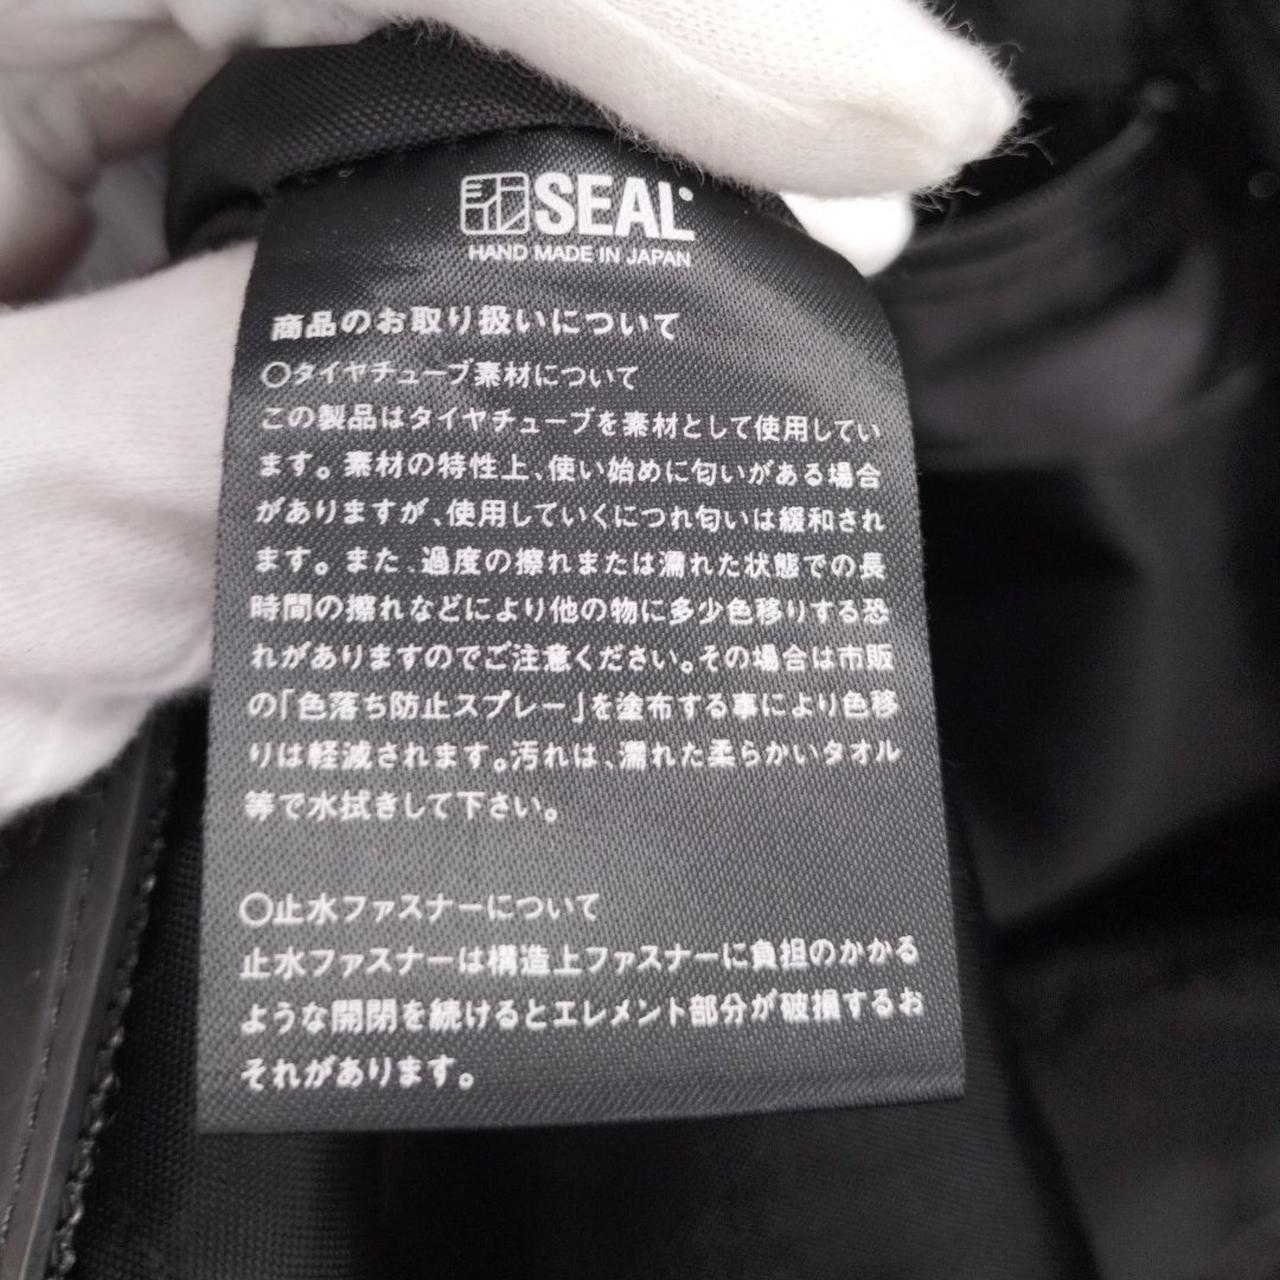 SEAL
HAND MADE IN JAPAN
商品のお取り扱いについて
○タイヤチューブ素材について
この製品はタイヤチューブを素材として使用してい
ます。素材の特性上、使い始めに匂いがある場合
がありますが、使用していくにつれ匂いは緩和され
ます。また、過度の擦れまたは濡れた状態での長
時間の擦れなどにより他の物に多少色移りする恐
れがありますのでご注意ください。その場合は市販
の「色落ち防止スプレー」を塗布する事により色移
りは軽減されます。汚れは、濡れた柔らかいタオル
等で水拭きして下さい。
○止水ファスナーについて
止水ファスナーは構造上ファスナーに負担のかかる
ような開閉を続けるとエレメント部分が破損するお
それがあります。